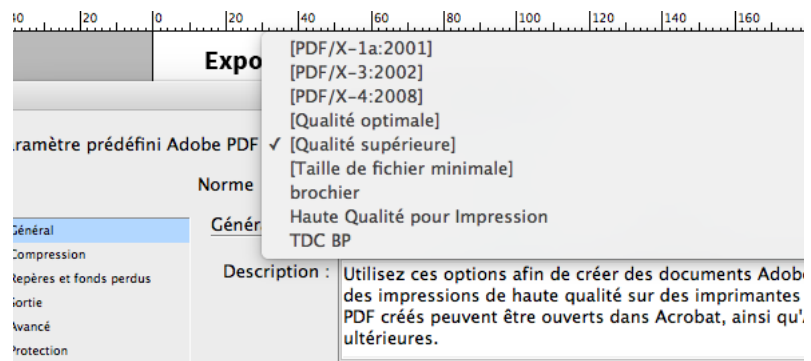 20 0 20 40 60 80 100 120 140 160
Expo
[PDF/X-1a:2001]
[PDF/X-3:2002]
[PDF/X-4:2008]
[Qualité optimale]
ramètre prédéfini Adobe PDF ✓ [Qualité supérieure]
[Taille de fichier minimale]
Norme
brochier
Haute Qualité pour Impression
TDC BP
Général
Génér
Compression
Repères et fonds perdus
Sortie
Avancé
Protection
Description : Utilisez ces options afin de créer des documents Adobe
des impressions de haute qualité sur des imprimantes
PDF créés peuvent être ouverts dans Acrobat, ainsi qu'
ultérieures.